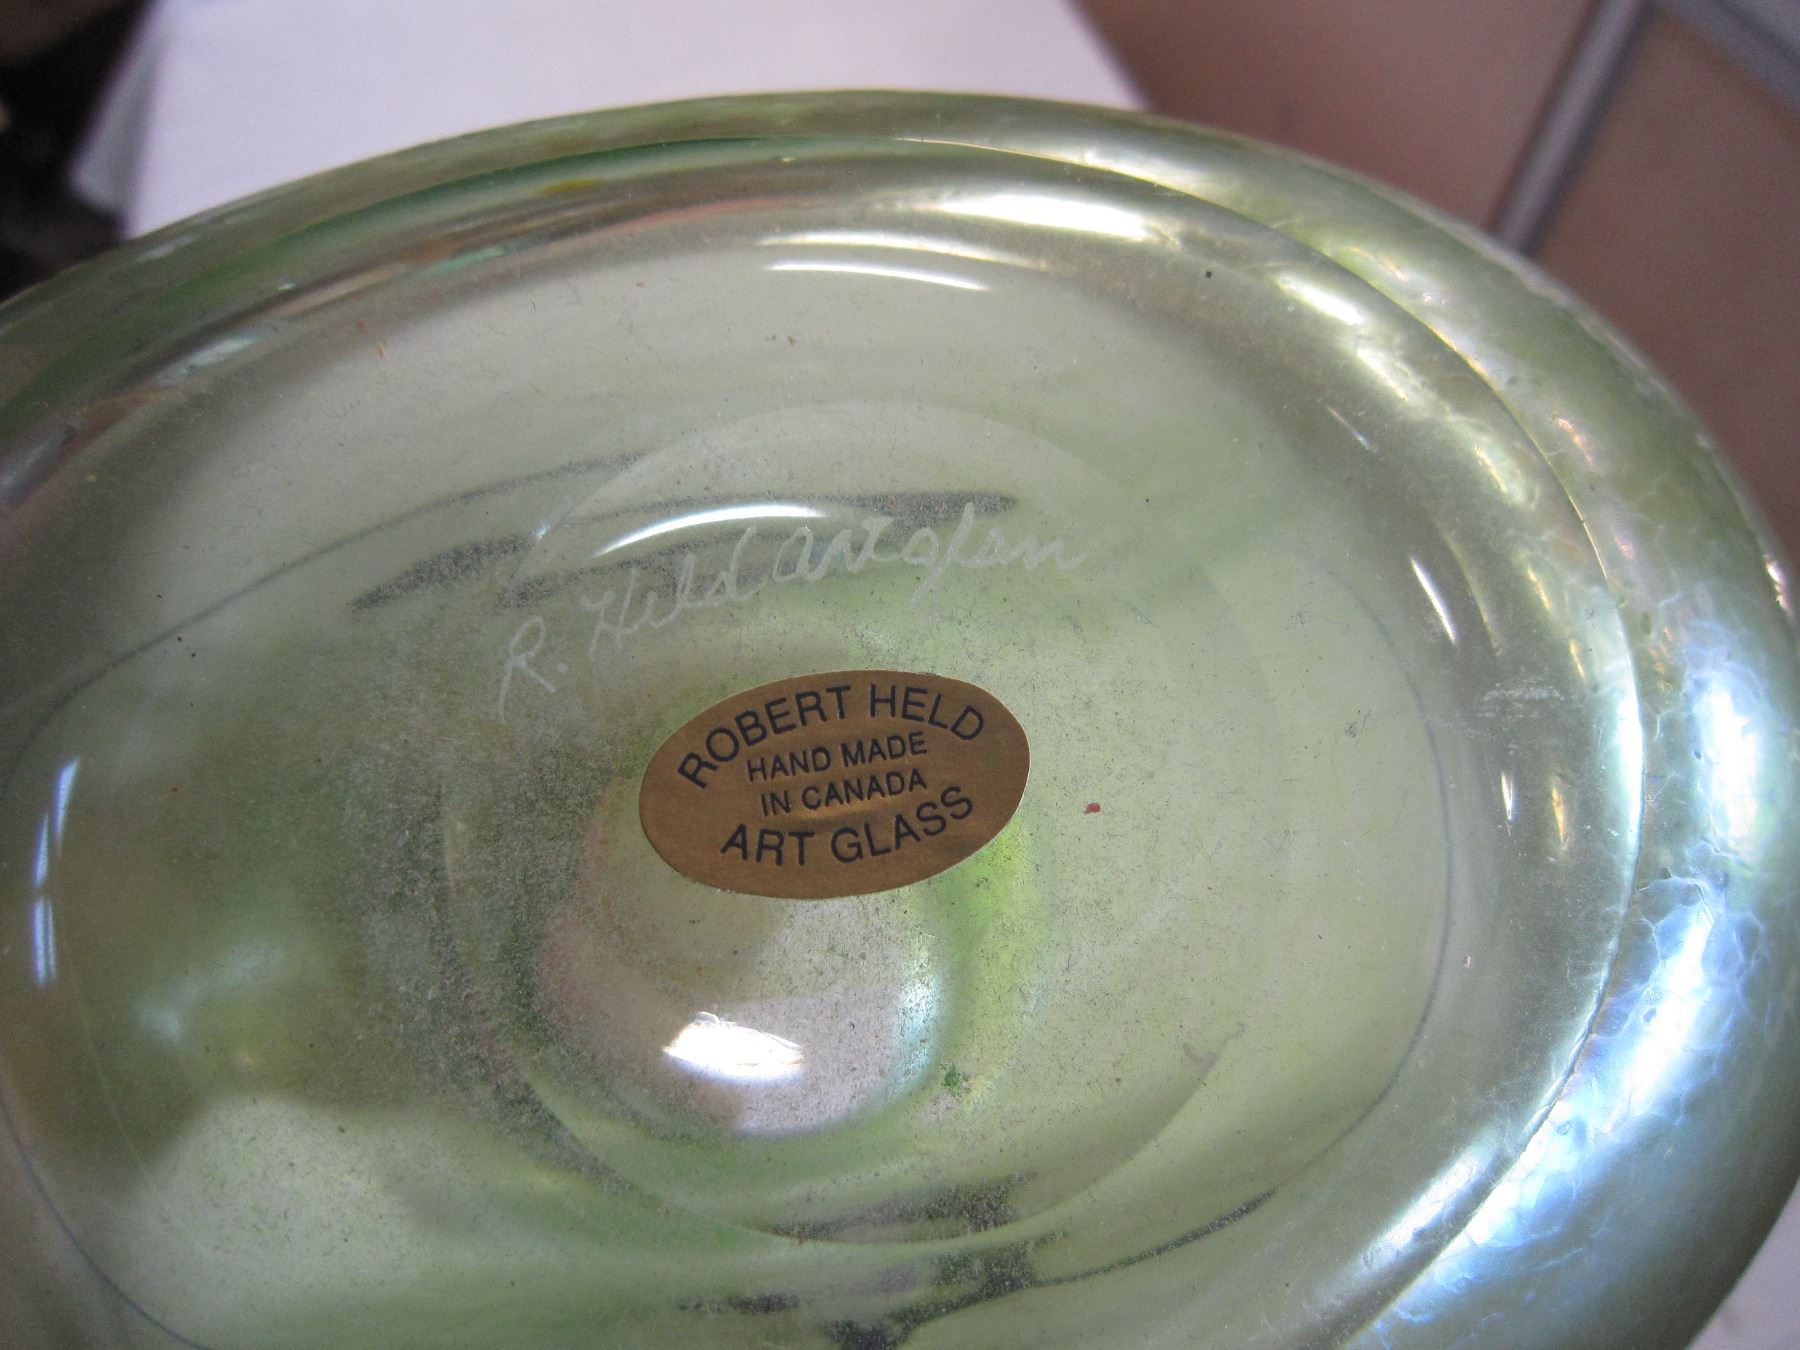 R. Held Artglass
ROBERT HELD
HAND MADE
IN CANADA
ART GLASS